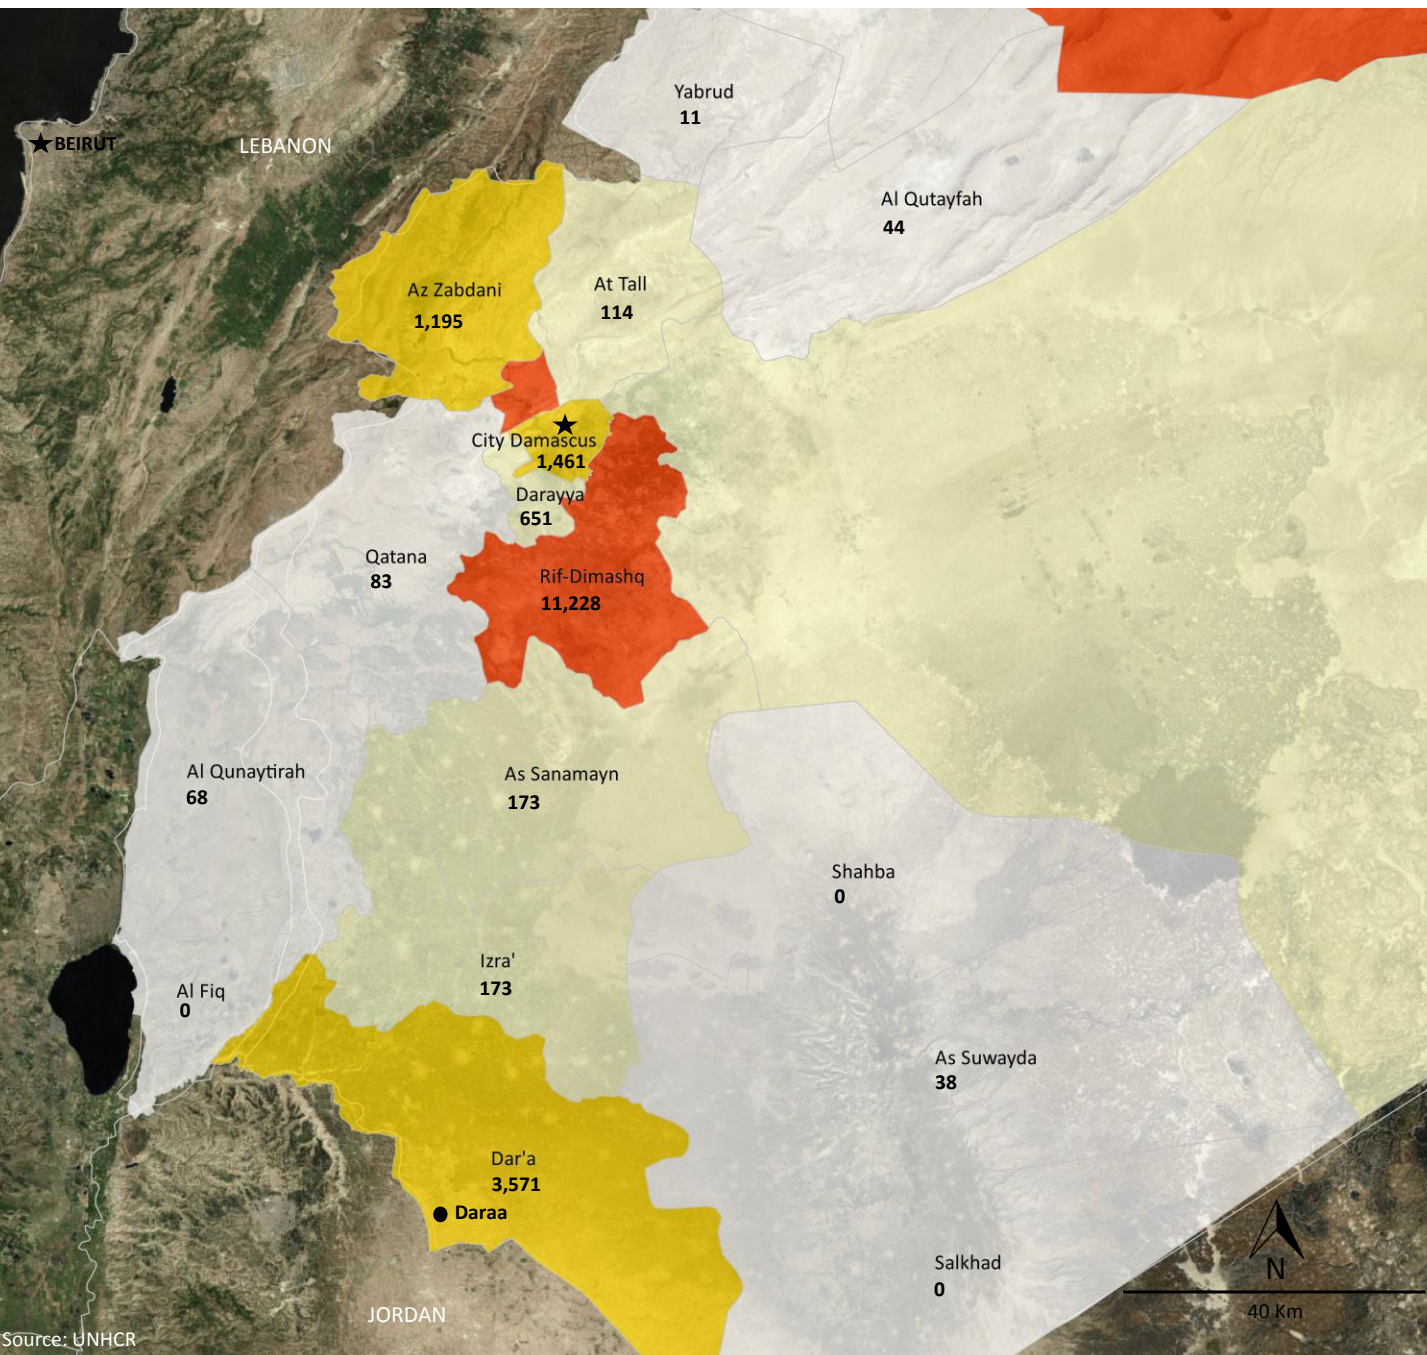 Yabrud
11
BEIRUT
LEBANON
Al Qutayfah
44
Az Zabdani
1,195
At Tall
114
City Damascus
1,461
Darayya
651
Qatana
83
Rif-Dimashq
11,228
Al Qunaytirah
68
As Sanamayn
173
Shahba
0
Izra'
173
Al Fiq
0
As Suwayda
38
Dar'a
3,571
Daraa
Salkhad
0
N
40 Km
JORDAN
Source: UNHCR